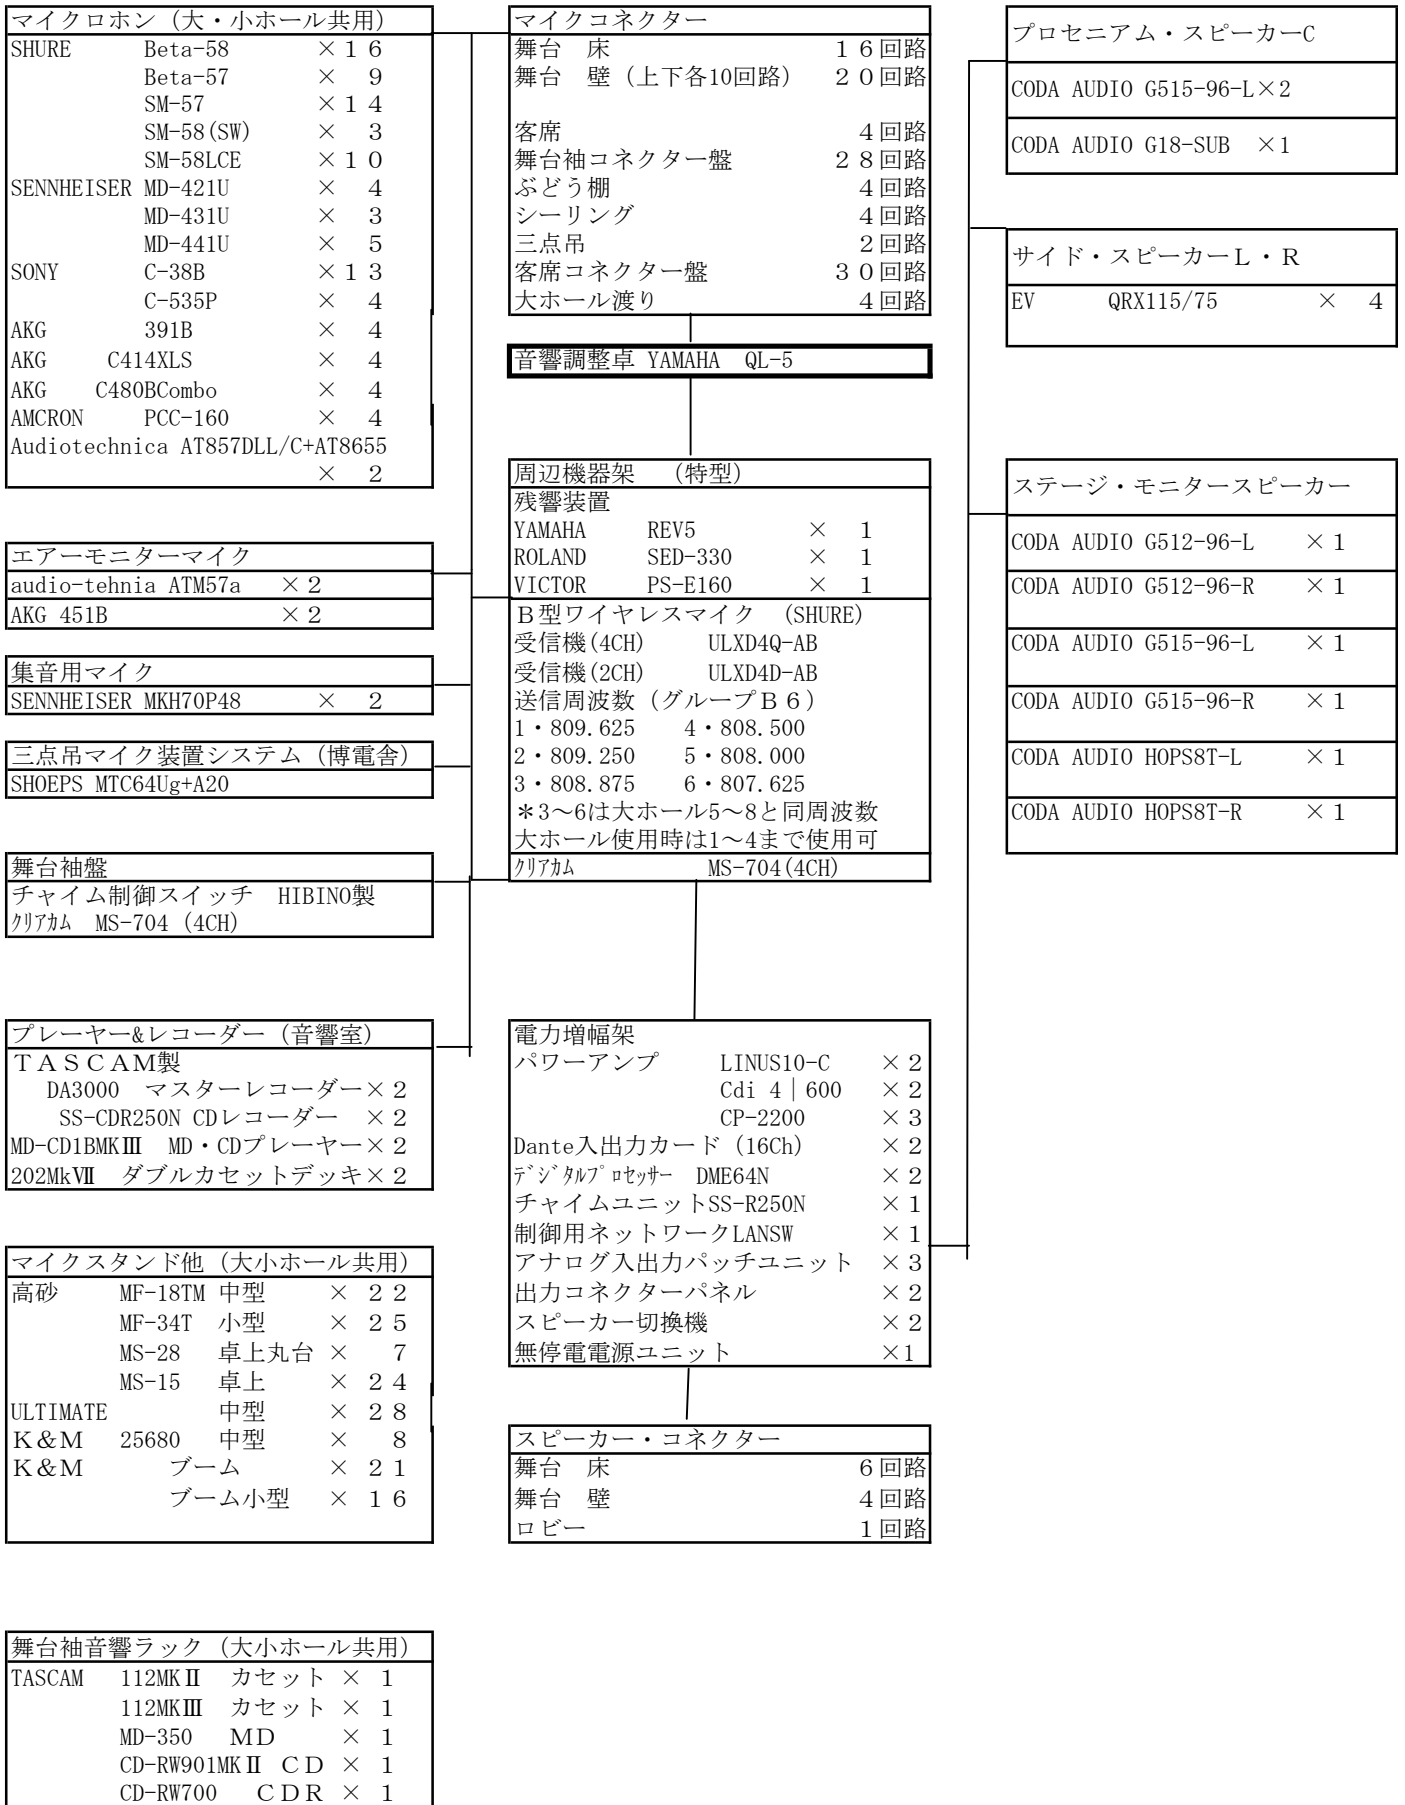 マイクロホン（大・小ホール共用）
SHURE Beta-58 ×１６
Beta-57 × ９
SM-57 ×１４
SM-58(SW) × ３
SM-58LCE ×１０
SENNHEISER MD-421U × ４
MD-431U × ３
MD-441U × ５
SONY C-38B ×１３
C-535P × ４
AKG 391B × ４
AKG C414XLS × ４
AKG C480BCombo × ４
AMCRON PCC-160 × ４
Audiotechnica AT857DLL/C+AT8655
× ２
エアーモニターマイク
audio-tehnia ATM57a ×２
AKG 451B ×２
集音用マイク
SENNHEISER MKH70P48 × ２
三点吊マイク装置システム（博電舎）
SHOEPS MTC64Ug+A20
舞台袖盤
チャイム制御スイッチ HIBINO製
ｸﾘｱｶﾑ MS-704 (4CH)
プレーヤー&レコーダー（音響室）
ＴＡＳＣＡＭ製
DA3000 マスターレコーダー×２
SS-CDR250N CDレコーダー ×２
MD-CD1BMKⅢ MD・CDプレーヤー×２
202MkⅦ ダブルカセットデッキ×２
マイクスタンド他（大小ホール共用）
高砂 MF-18TM 中型 × ２２
MF-34T 小型 × ２５
MS-28 卓上丸台 × ７
MS-15 卓上 × ２４
ULTIMATE 中型 × ２８
Ｋ＆Ｍ 25680 中型 × ８
Ｋ＆Ｍ ブーム × ２１
ブーム小型 × １６
舞台袖音響ラック（大小ホール共用）
TASCAM 112MKⅡ カセット × １
112MKⅢ カセット × １
MD-350 ＭＤ × １
CD-RW901MKⅡ ＣＤ × １
CD-RW700 ＣＤＲ × １
マイクコネクター
舞台 床 １６回路
舞台 壁（上下各10回路） ２０回路
客席 ４回路
舞台袖コネクター盤 ２８回路
ぶどう棚 ４回路
シーリング ４回路
三点吊 ２回路
客席コネクター盤 ３０回路
大ホール渡り ４回路
音響調整卓 YAMAHA QL-5
周辺機器架 （特型）
残響装置
YAMAHA REV5 × １
ROLAND SED-330 × １
VICTOR PS-E160 × １
Ｂ型ワイヤレスマイク （SHURE）
受信機(4CH) ULXD4Q-AB
受信機(2CH) ULXD4D-AB
送信周波数（グループＢ６）
1・809.625 4・808.500
2・809.250 5・808.000
3・808.875 6・807.625
＊3～6は大ホール5～8と同周波数
大ホール使用時は1～4まで使用可
ｸﾘｱｶﾑ MS-704(4CH)
電力増幅架
パワーアンプ LINUS10-C ×２
Cdi 4｜600 ×２
CP-2200 ×３
Dante入出力カード（16Ch） ×２
ﾃﾞｼﾞﾀﾙﾌﾟﾛｾｯｻｰ DME64N ×２
チャイムユニットSS-R250N ×１
制御用ネットワークLANSW ×１
アナログ入出力パッチユニット ×３
出力コネクターパネル ×２
スピーカー切換機 ×２
無停電電源ユニット ×1
スピーカー・コネクター
舞台 床 ６回路
舞台 壁 ４回路
ロビー １回路
プロセニアム・スピーカーC
CODA AUDIO G515-96-L×2
CODA AUDIO G18-SUB ×1
サイド・スピーカーＬ・Ｒ
EV QRX115/75 × ４
ステージ・モニタースピーカー
CODA AUDIO G512-96-L ×１
CODA AUDIO G512-96-R ×１
CODA AUDIO G515-96-L ×１
CODA AUDIO G515-96-R ×１
CODA AUDIO HOPS8T-L ×１
CODA AUDIO HOPS8T-R ×１